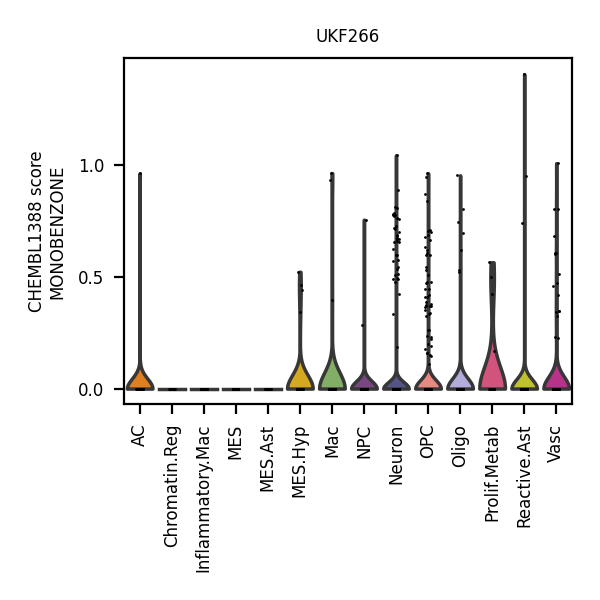 UKF266
CHEMBL1388 score
MONOBENZONE
1.0
0.5
0.0
AC
Chromatin.Reg
Inflammatory.Mac
MES
MES.Ast
MES.Hyp
Mac
NPC
Neuron
OPC
Oligo
Prolif.Metab
Reactive.Ast
Vasc